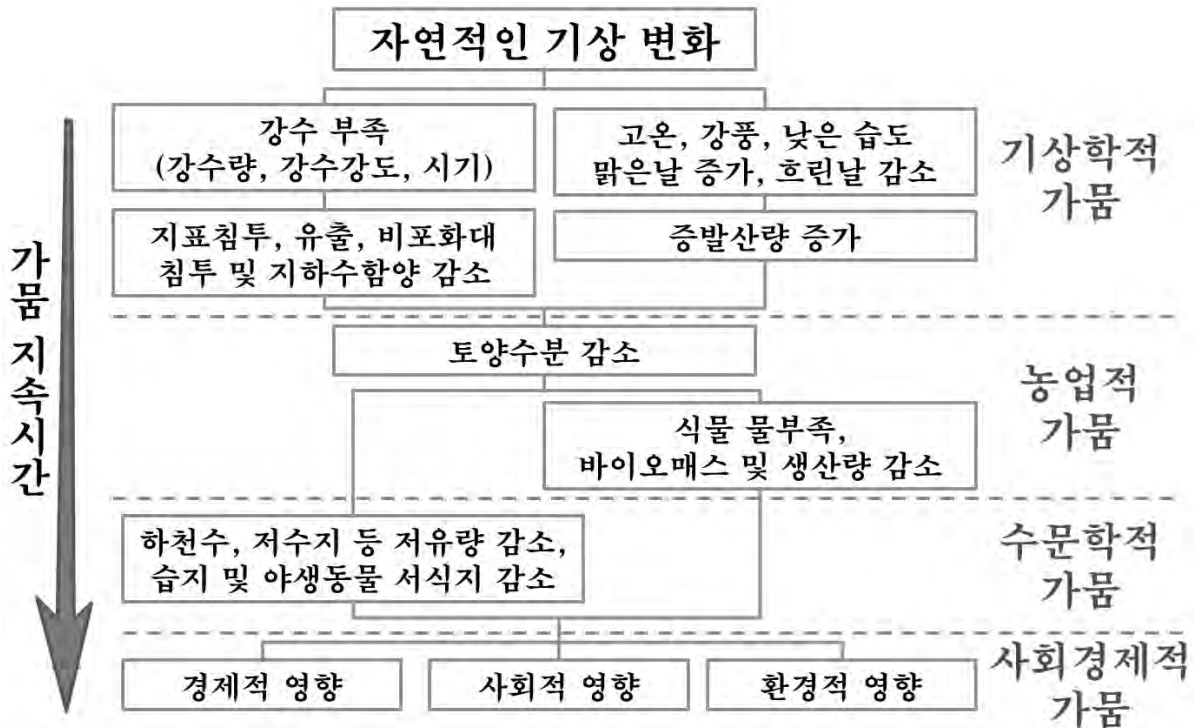 자연적인 기상 변화
강수 부족
(강수량, 강수강도, 시기)
고온, 강풍, 낮은 습도
맑은날 증가, 흐린날 감소
기상학적
가뭄
지표침투, 유출, 비포화대
침투 및 지하수함양 감소
증발산량 증가
가뭄 지속시간
토양수분 감소
농업적
가뭄
식물 물부족,
바이오매스 및 생산량 감소
하천수, 저수지 등 저유량 감소,
습지 및 야생동물 서식지 감소
수문학적
가뭄
경제적 영향
사회적 영향
환경적 영향
사회경제적
가뭄